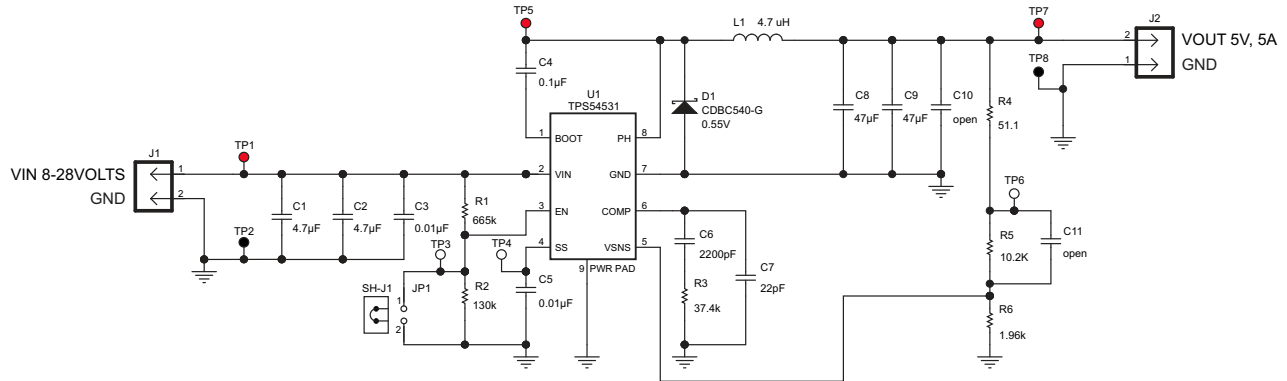 TP5
L1 4.7 uH
TP7
J2
2
VOUT 5V, 5A
1
GND
TP8
C4
0.1µF
U1
TPS54531
D1
CDBC540-G
0.55V
C8
47µF
C9
47µF
C10
open
R4
51.1
1 BOOT PH 8
2 VIN GND 7
3 EN COMP 6
4 SS VSNS 5
9 PWR PAD
J1
TP1
VIN 8-28VOLTS
1
GND
2
TP2
C1
4.7µF
C2
4.7µF
C3
0.01µF
R1
665k
TP3
TP4
C6
2200pF
C7
22pF
R3
37.4k
TP6
R5
10.2K
C11
open
SH-J1
1
JP1
2
R2
130k
C5
0.01µF
R6
1.96k